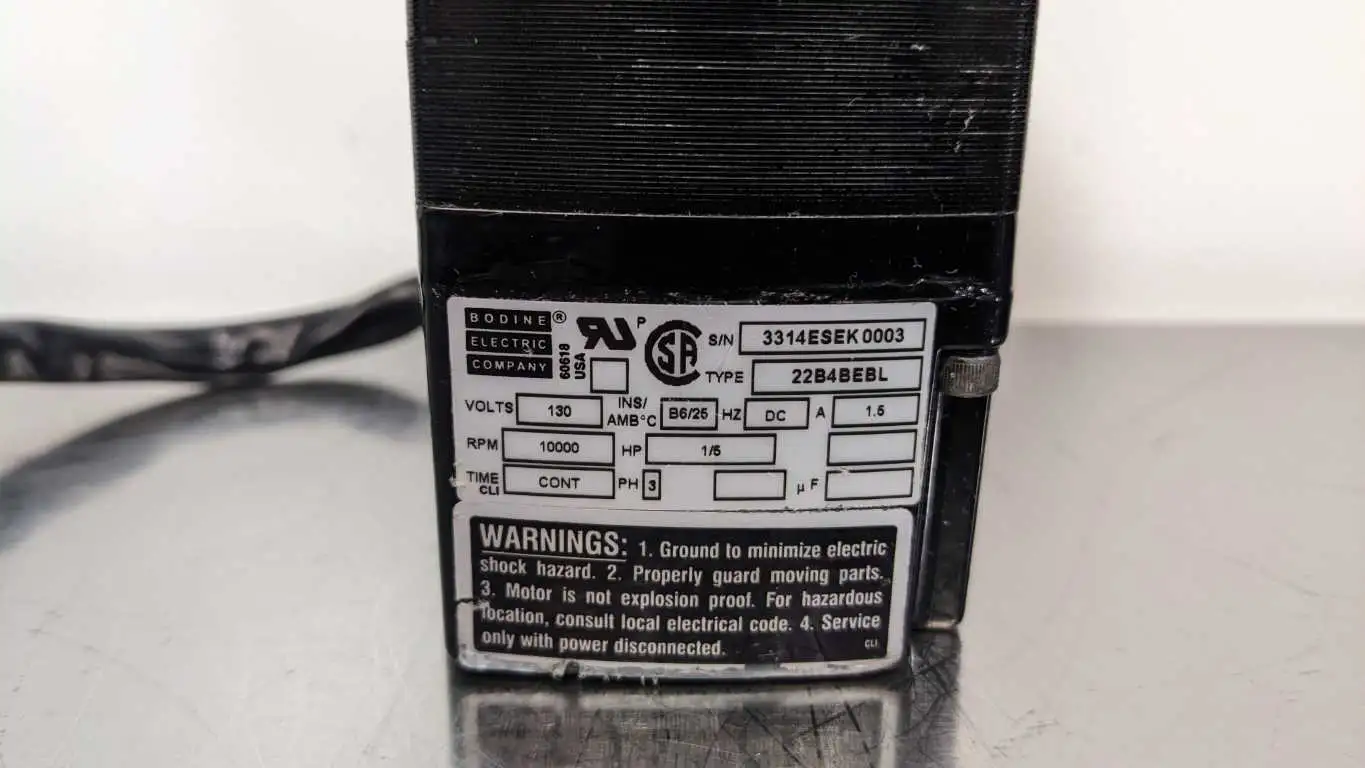 BODINE®
ELECTRIC
COMPANY
60618
USA
P
SA
S/N 3314ESEK0003
TYPE 22B4BEBL
VOLTS 130 INS/ AMB°C B6/25 HZ DC A 1.5
RPM 10000 HP 1/5
TIME CONT PH 3 µF
CLI
WARNINGS: 1. Ground to minimize electric
shock hazard. 2. Properly guard moving parts.
3. Motor is not explosion proof. For hazardous
location, consult local electrical code. 4. Service
only with power disconnected.
CLI